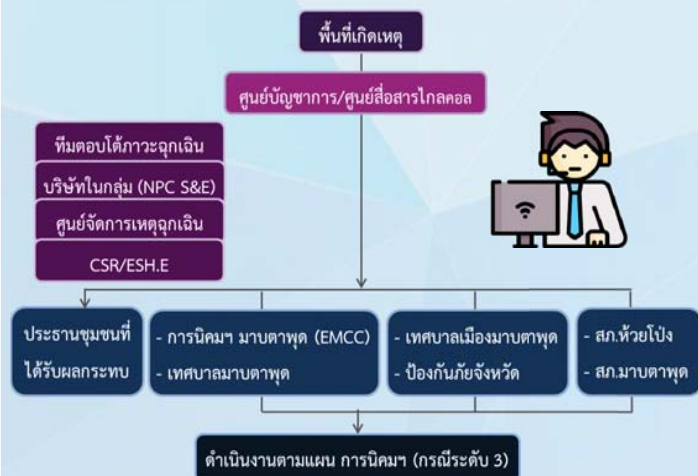 พื้นที่เกิดเหตุ
ศูนย์บัญชาการ/ศูนย์สื่อสารไกลคอล
ทีมตอบโต้ภาวะฉุกเฉิน
บริษัทในกลุ่ม (NPC S&E)
ศูนย์จัดการเหตุฉุกเฉิน
CSR/ESH.E
ประธานชุมชนที่
ได้รับผลกระทบ
- การนิคมฯ มาบตาพุด (EMCC)
- เทศบาลมาบตาพุด
- เทศบาลเมืองมาบตาพุด
- ป้องกันภัยจังหวัด
- สภ.ห้วยโป่ง
- สภ.มาบตาพุด
ดำเนินงานตามแผน การนิคมฯ (กรณีระดับ 3)